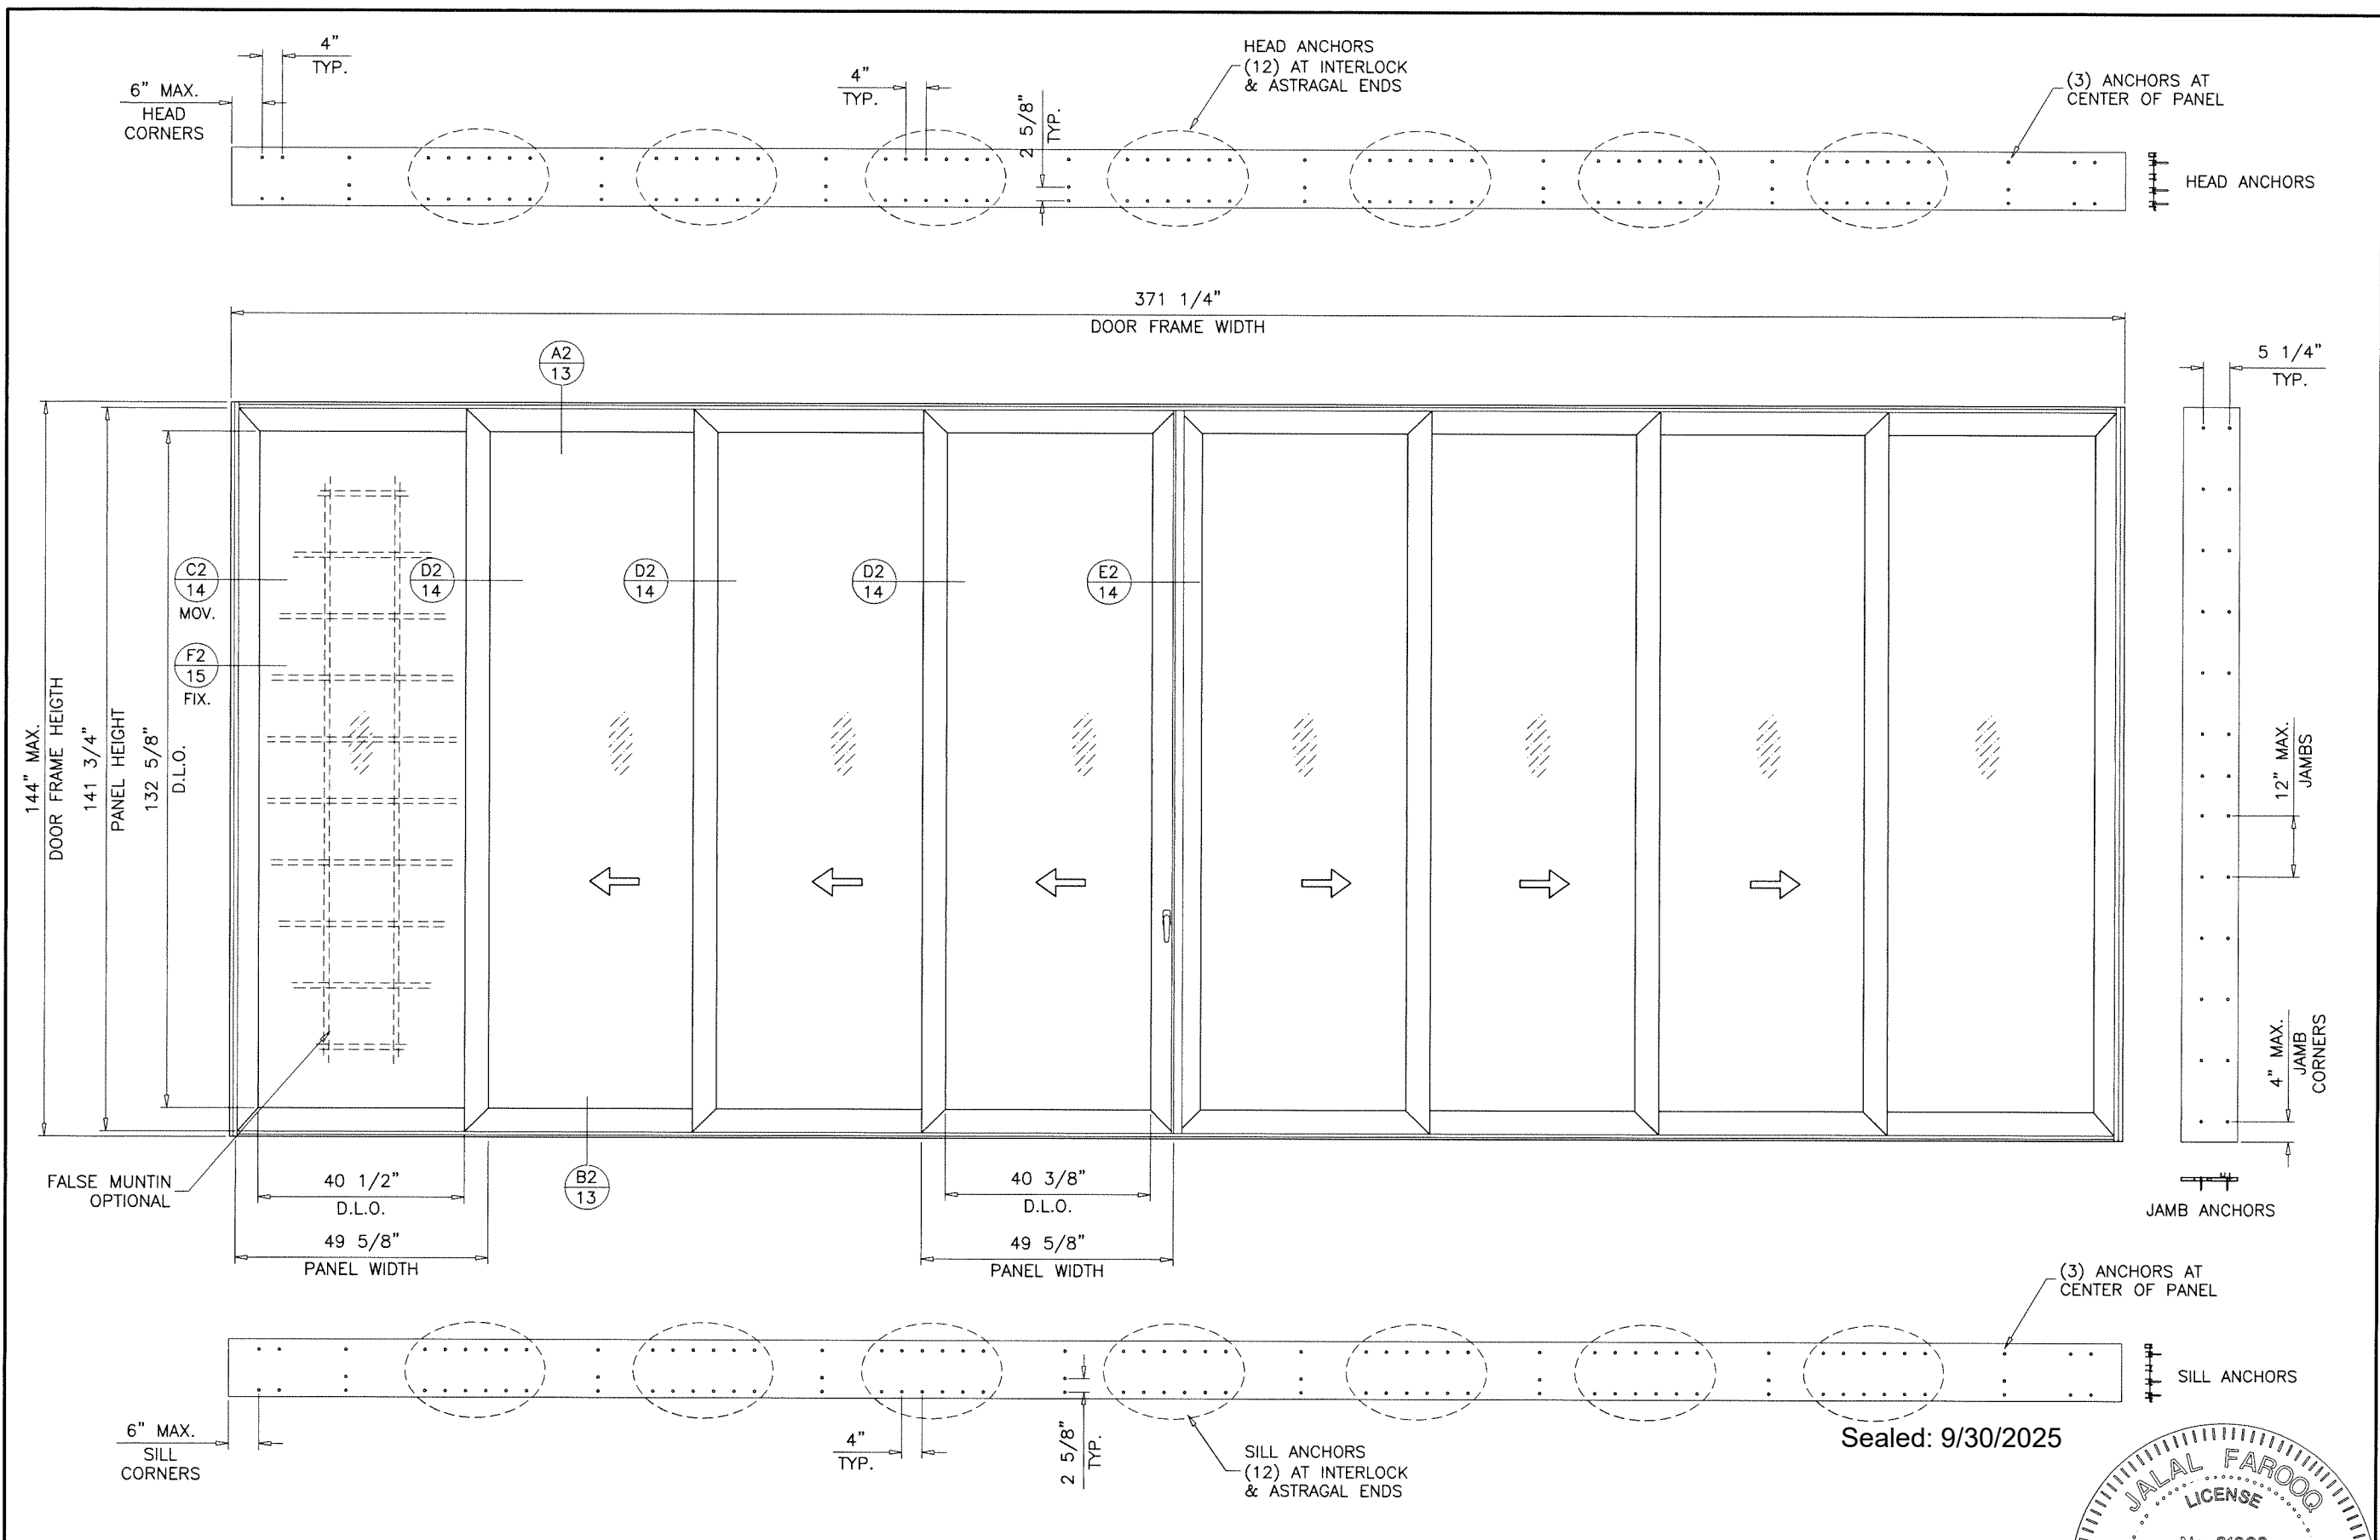 4"
TYP.
6" MAX.
HEAD
CORNERS
4"
TYP.
2 5/8"
TYP.
HEAD ANCHORS
(12) AT INTERLOCK
& ASTRAGAL ENDS
(3) ANCHORS AT
CENTER OF PANEL
HEAD ANCHORS
371 1/4"
DOOR FRAME WIDTH
A2
13
5 1/4"
TYP.
C2
14
MOV.
D2
14
D2
14
D2
14
E2
14
F2
15
FIX.
144" MAX.
DOOR FRAME HEIGTH
141 3/4"
PANEL HEIGHT
132 5/8"
D.L.O.
12" MAX.
JAMBS
4" MAX.
JAMB
CORNERS
FALSE MUNTIN
OPTIONAL
40 1/2"
D.L.O.
49 5/8"
PANEL WIDTH
B2
13
40 3/8"
D.L.O.
49 5/8"
PANEL WIDTH
JAMB ANCHORS
(3) ANCHORS AT
CENTER OF PANEL
SILL ANCHORS
6" MAX.
SILL
CORNERS
4"
TYP.
2 5/8"
TYP.
SILL ANCHORS
(12) AT INTERLOCK
& ASTRAGAL ENDS
Sealed: 9/30/2025
JALAL FAROOQ
LICENSE